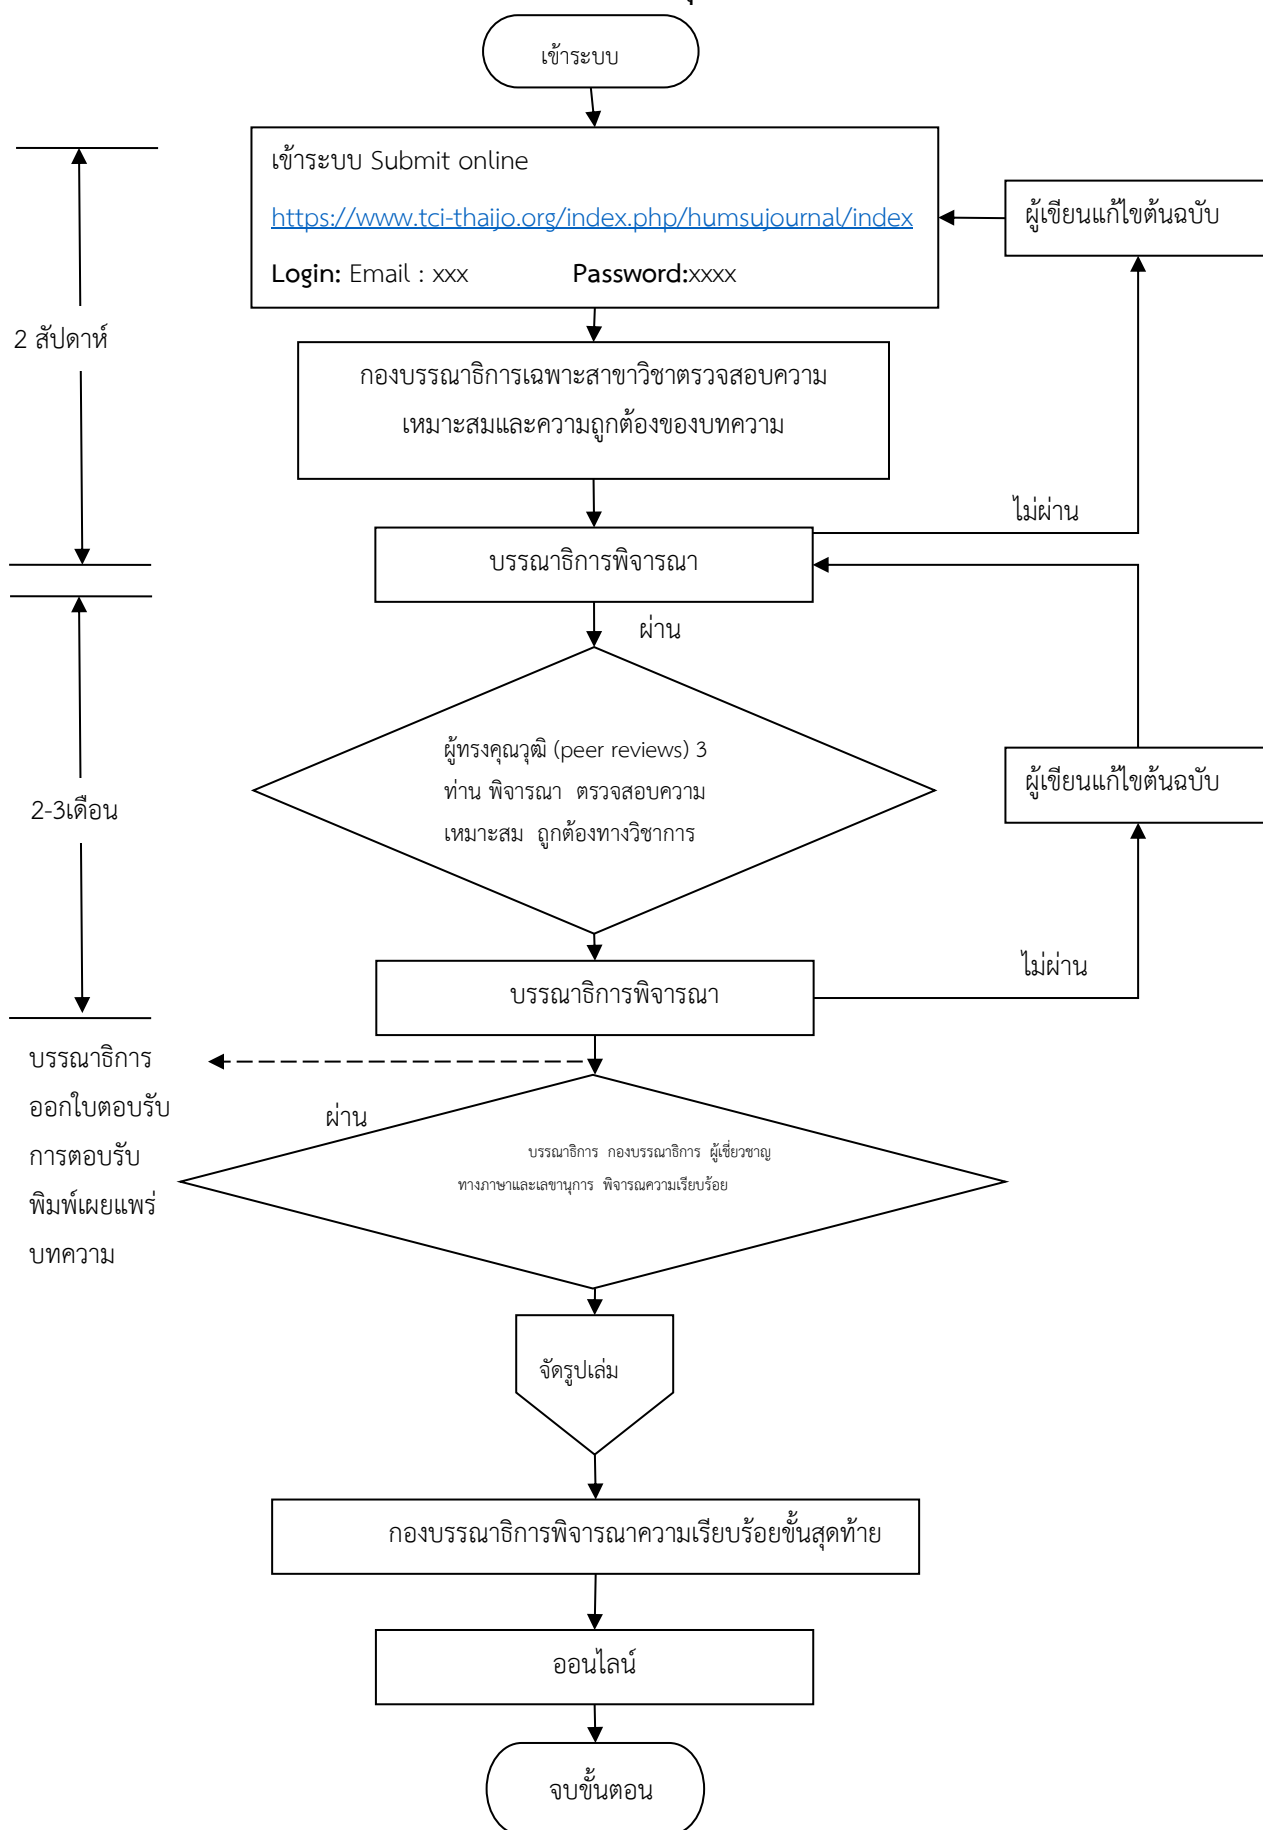 เข้าระบบ
เข้าระบบ Submit online
https://www.tci-thaijo.org/index.php/humsujournal/index
Login: Email : xxx Password:xxxx
ผู้เขียนแก้ไขต้นฉบับ
2 สัปดาห์
กองบรรณาธิการเฉพาะสาขาวิชาตรวจสอบความ
เหมาะสมและความถูกต้องของบทความ
ไม่ผ่าน
บรรณาธิการพิจารณา
ผ่าน
ผู้ทรงคุณวุฒิ (peer reviews) 3
ท่าน พิจารณา ตรวจสอบความ
เหมาะสม ถูกต้องทางวิชาการ
2-3เดือน
ผู้เขียนแก้ไขต้นฉบับ
ไม่ผ่าน
บรรณาธิการพิจารณา
บรรณาธิการ
ออกใบตอบรับ
การตอบรับ
พิมพ์เผยแพร่
บทความ
ผ่าน
บรรณาธิการ กองบรรณาธิการ ผู้เชี่ยวชาญ
ทางภาษาและเลขานุการ พิจารณความเรียบร้อย
จัดรูปเล่ม
กองบรรณาธิการพิจารณาความเรียบร้อยขั้นสุดท้าย
ออนไลน์
จบขั้นตอน